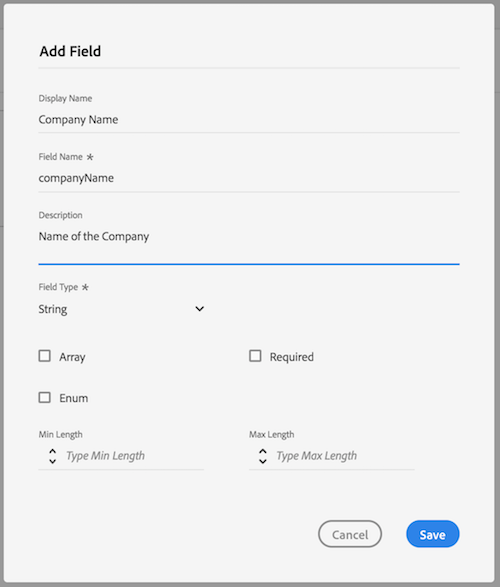 Add Field
Display Name
Company Name
Field Name *
companyName
Description
Name of the Company
Field Type *
String
Array
Required
Enum
Min Length
Max Length
Type Min Length
Type Max Length
Cancel
Save